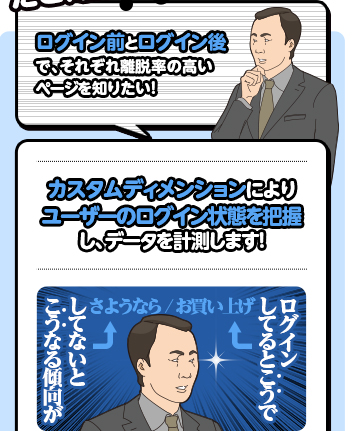 ログイン前とログイン後
で、それぞれ離脱率の高い
ページを知りたい!
カスタムディメンションにより
ユーザーのログイン状態を把握
し、データを計測します!
ログイン
してるとこうで
さようなら/お買い上げ
してないと
こうなる傾向が